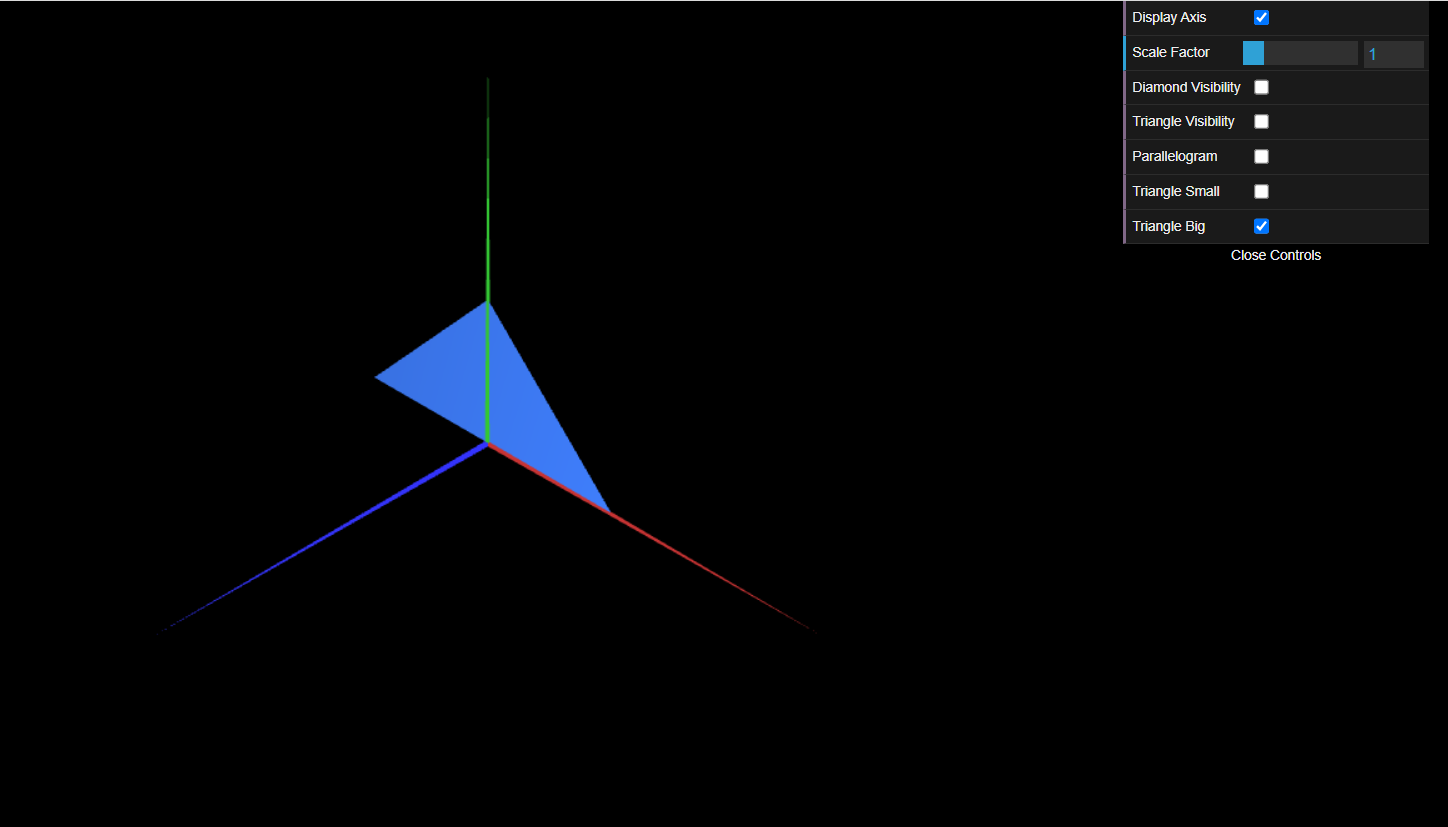 Display Axis
Scale Factor 1
Diamond Visibility
Triangle Visibility
Parallelogram
Triangle Small
Triangle Big
Close Controls